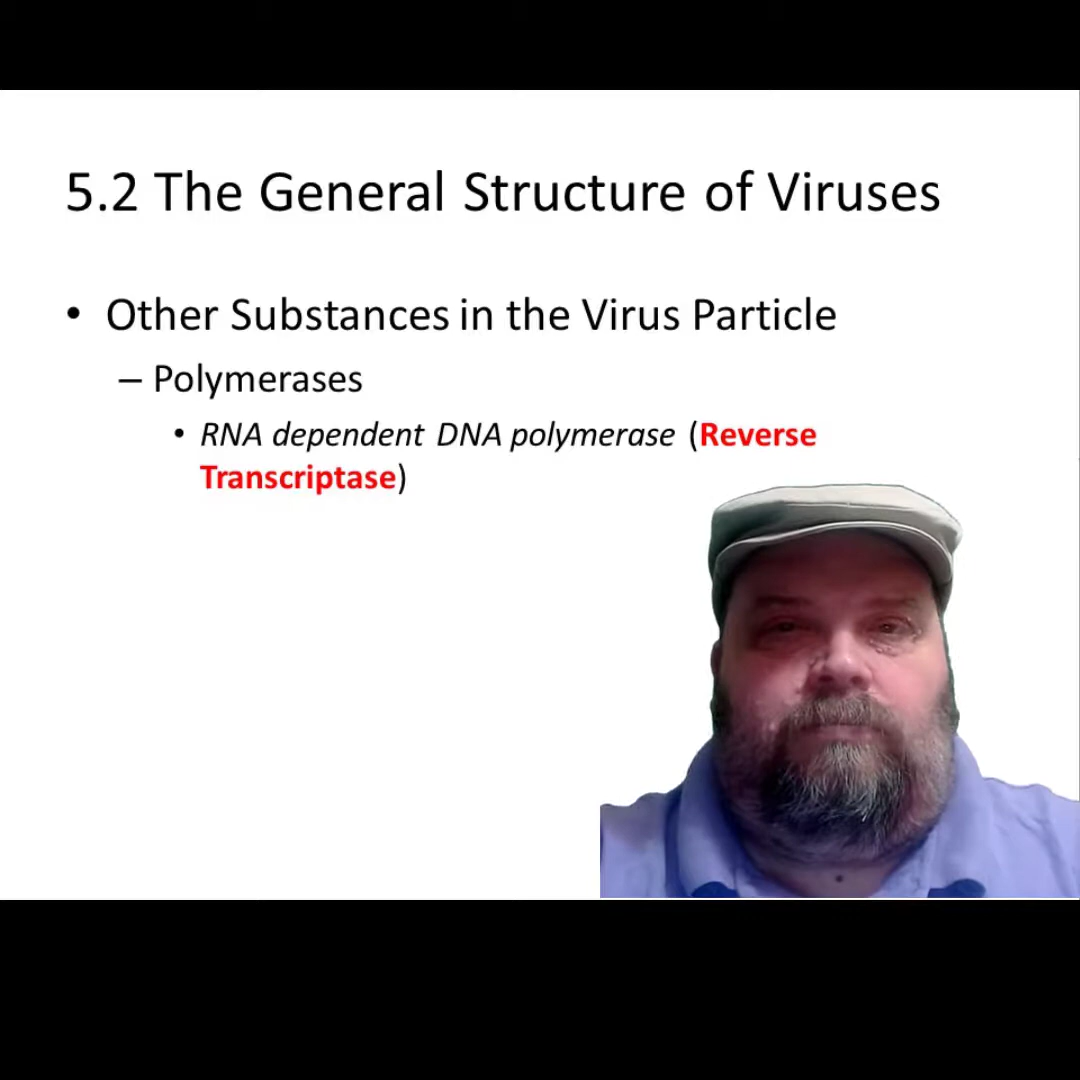 5.2 The General Structure of Viruses
• Other Substances in the Virus Particle
– Polymerases
• RNA dependent DNA polymerase (Reverse
Transcriptase)